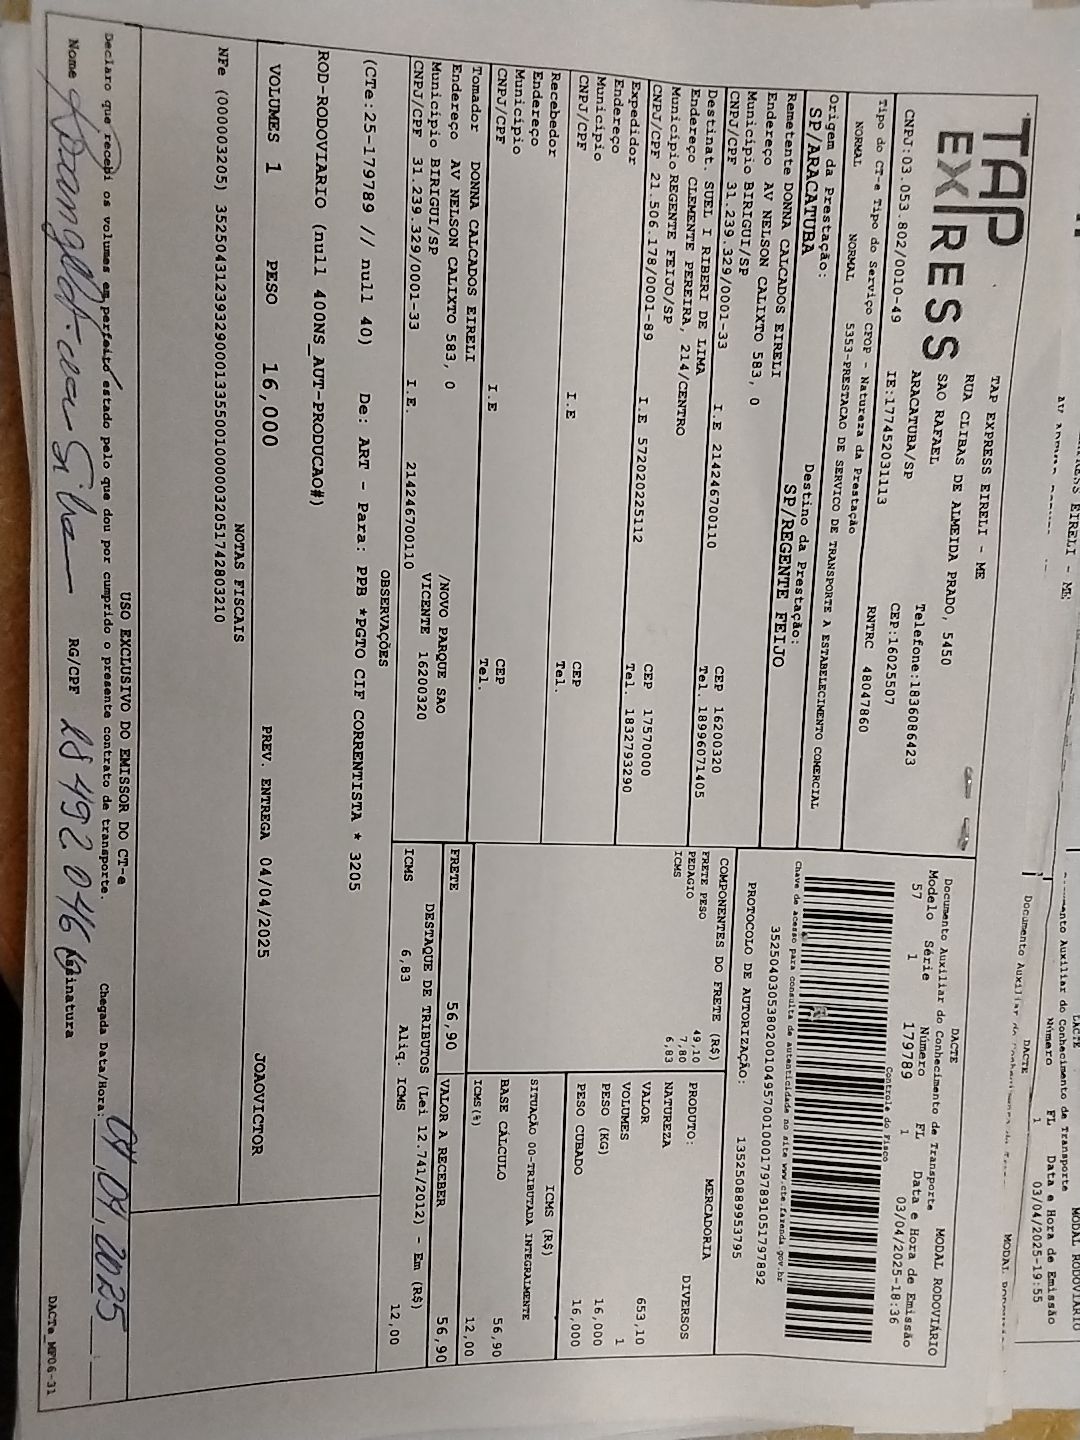 TAP
EXPRESS
TAP EXPRESS EIRELI - ME
RUA CLIBAS DE ALMEIDA PRADO, 5450
SAO RAFAEL
ARACATUBA/SP
Telefone:1836086423
CEP:16025507
CNPJ:03.053.802/0010-49 IE:177452031113 RNTRC 48047860
Tipo do CT-e Tipo do Serviço CFOP - Natureza da Prestação
NORMAL NORMAL 5353-PRESTACAO DE SERVICO DE TRANSPORTE A ESTABELECIMENTO COMERCIAL
Origem da Prestação: Destino da Prestação:
SP/ARACATUBA SP/REGENTE FEIJO
Remetente DONNA CALCADOS EIRELI
Endereço AV NELSON CALIXTO 583, 0
Município BIRIGUI/SP CEP 16200320
CNPJ/CPF 31.239.329/0001-33 I.E 214246700110 Tel. 18996071405
Destinat. SUEL I RIBERI DE LIMA
Endereço CLEMENTE PEREIRA, 214/CENTRO
Município REGENTE FEIJO/SP CEP 17570000
CNPJ/CPF 21.506.178/0001-89 I.E 572020225112 Tel. 1832793290
Expedidor
Endereço
Município CEP
CNPJ/CPF I.E Tel.
Recebedor
Endereço
Município CEP
CNPJ/CPF I.E Tel.
Tomador DONNA CALCADOS EIRELI
Endereço AV NELSON CALIXTO 583, 0 /NOVO PARQUE SAO
Município BIRIGUI/SP VICENTE 16200320
CNPJ/CPF 31.239.329/0001-33 I.E. 214246700110
DACTE MODAL RODOVIÁRIO
Documento Auxiliar do Conhecimento de Transporte
Modelo Série Número FL Data e Hora de Emissão
57 1 179789 1 03/04/2025-18:36
Controle do Fisco
Chave de acesso para consulta de autenticidade no site www.cte.fazenda.gov.br
35250403053802001049570010001797891051797892
PROTOCOLO DE AUTORIZAÇÃO: 135250889953795
COMPONENTES DO FRETE (R$)
FRETE PESO 49,10
PEDAGIO 7,80
ICMS 6,83
MERCADORIA
PRODUTO: DIVERSOS
NATUREZA
VALOR 653,10
VOLUMES 1
PESO (KG) 16,000
PESO CUBADO 16,000
ICMS (R$)
SITUAÇÃO 00-TRIBUTADA INTEGRALMENTE
BASE CÁLCULO 56,90
ICMS(%) 12,00
FRETE 56,90 VALOR A RECEBER 56,90
DESTAQUE DE TRIBUTOS (Lei 12.741/2012) - Em (R$)
ICMS 6,83 Aliq. ICMS 12,00
OBSERVAÇÕES
(CTe:25-179789 // null 40) De: ART - Para: PPB *PGTO CIF CORRENTISTA * 3205
ROD-RODOVIARIO (null 400NS_AUT-PRODUCAO#)
VOLUMES 1 PESO 16,000 PREV. ENTREGA 04/04/2025 JOAOVICTOR
NOTAS FISCAIS
NFe (000003205) 35250431239329000133550010000032051742803210
USO EXCLUSIVO DO EMISSOR DO CT-e
Declaro que recebi os volumes em perfeito estado pelo que dou por cumprido o presente contrato de transporte. Chegada Data/Hora: 04,04,2025
Nome da Silva RG/CPF Assinatura
DACTe_MF06-31